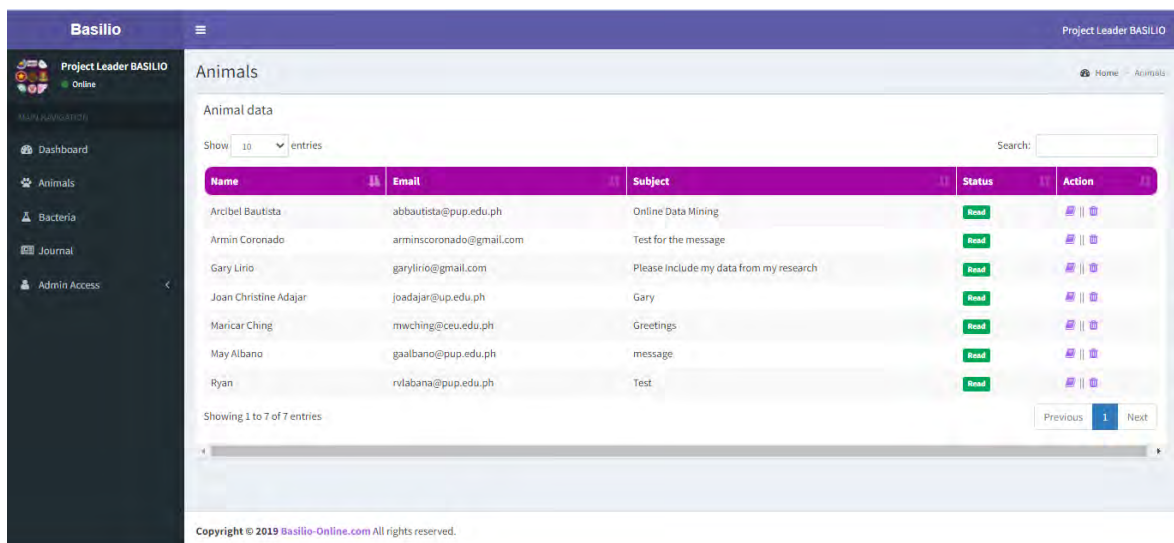 Basilio
Project Leader BASILIO
Project Leader BASILIO
Online
MAIN NAVIGATION
Dashboard
Animals
Bacteria
Journal
Admin Access
Animals
Home Animals
Animal data
Show 10 entries
Search:
Name Email Subject Status Action
Arcibel Bautista abbautista@pup.edu.ph Online Data Mining Read ||
Armin Coronado arminscoronado@gmail.com Test for the message Read ||
Gary Lirio garylirio@gmail.com Please include my data from my research Read ||
Joan Christine Adajar joadajar@up.edu.ph Gary Read ||
Maricar Ching mwching@ceu.edu.ph Greetings Read ||
May Albano gaalbano@pup.edu.ph message Read ||
Ryan rvlabana@pup.edu.ph Test Read ||
Showing 1 to 7 of 7 entries
Previous 1 Next
Copyright © 2019 Basilio-Online.com All rights reserved.